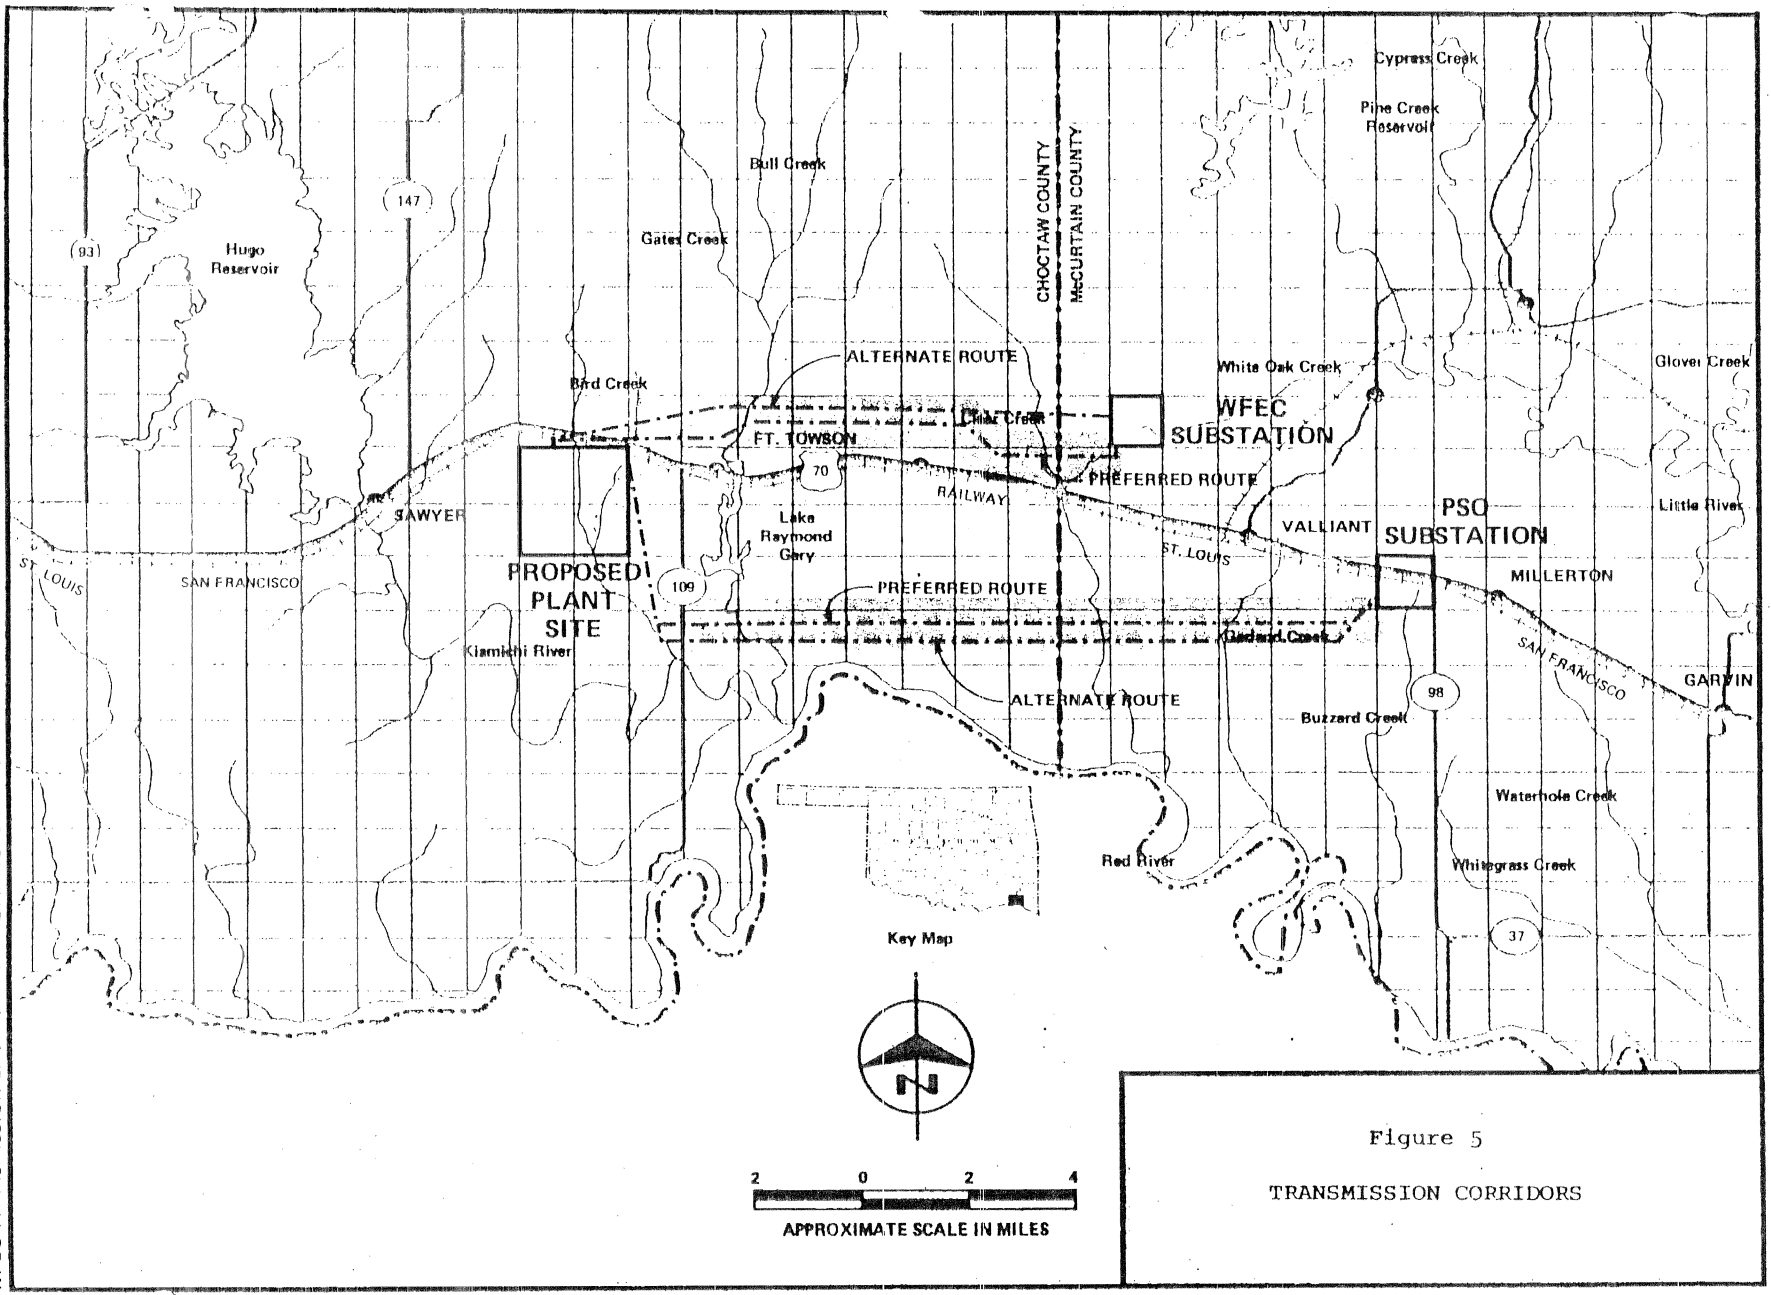 Cypress Creek
Pine Creek
Reservoir
Bull Creek
CHOCTAW COUNTY
McCURTAIN COUNTY
147
93
Hugo
Reservoir
Gates Creek
ALTERNATE ROUTE
Bird Creek
White Oak Creek
Glover Creek
WFEC
SUBSTATION
FT. TOWSON
70
PREFERRED ROUTE
RAILWAY
SAWYER
Lake
Raymond
Gary
VALLIANT
PSO
SUBSTATION
Little River
ST. LOUIS
ST. LOUIS
SAN FRANCISCO
PROPOSED
PLANT
SITE
109
PREFERRED ROUTE
MILLERTON
Garland Creek
Kiamichi River
SAN FRANCISCO
GARVIN
98
ALTERNATE ROUTE
Buzzard Creek
Waterhole Creek
Red River
Whitegrass Creek
37
Key Map
N
2 0 2 4
APPROXIMATE SCALE IN MILES
Figure 5
TRANSMISSION CORRIDORS